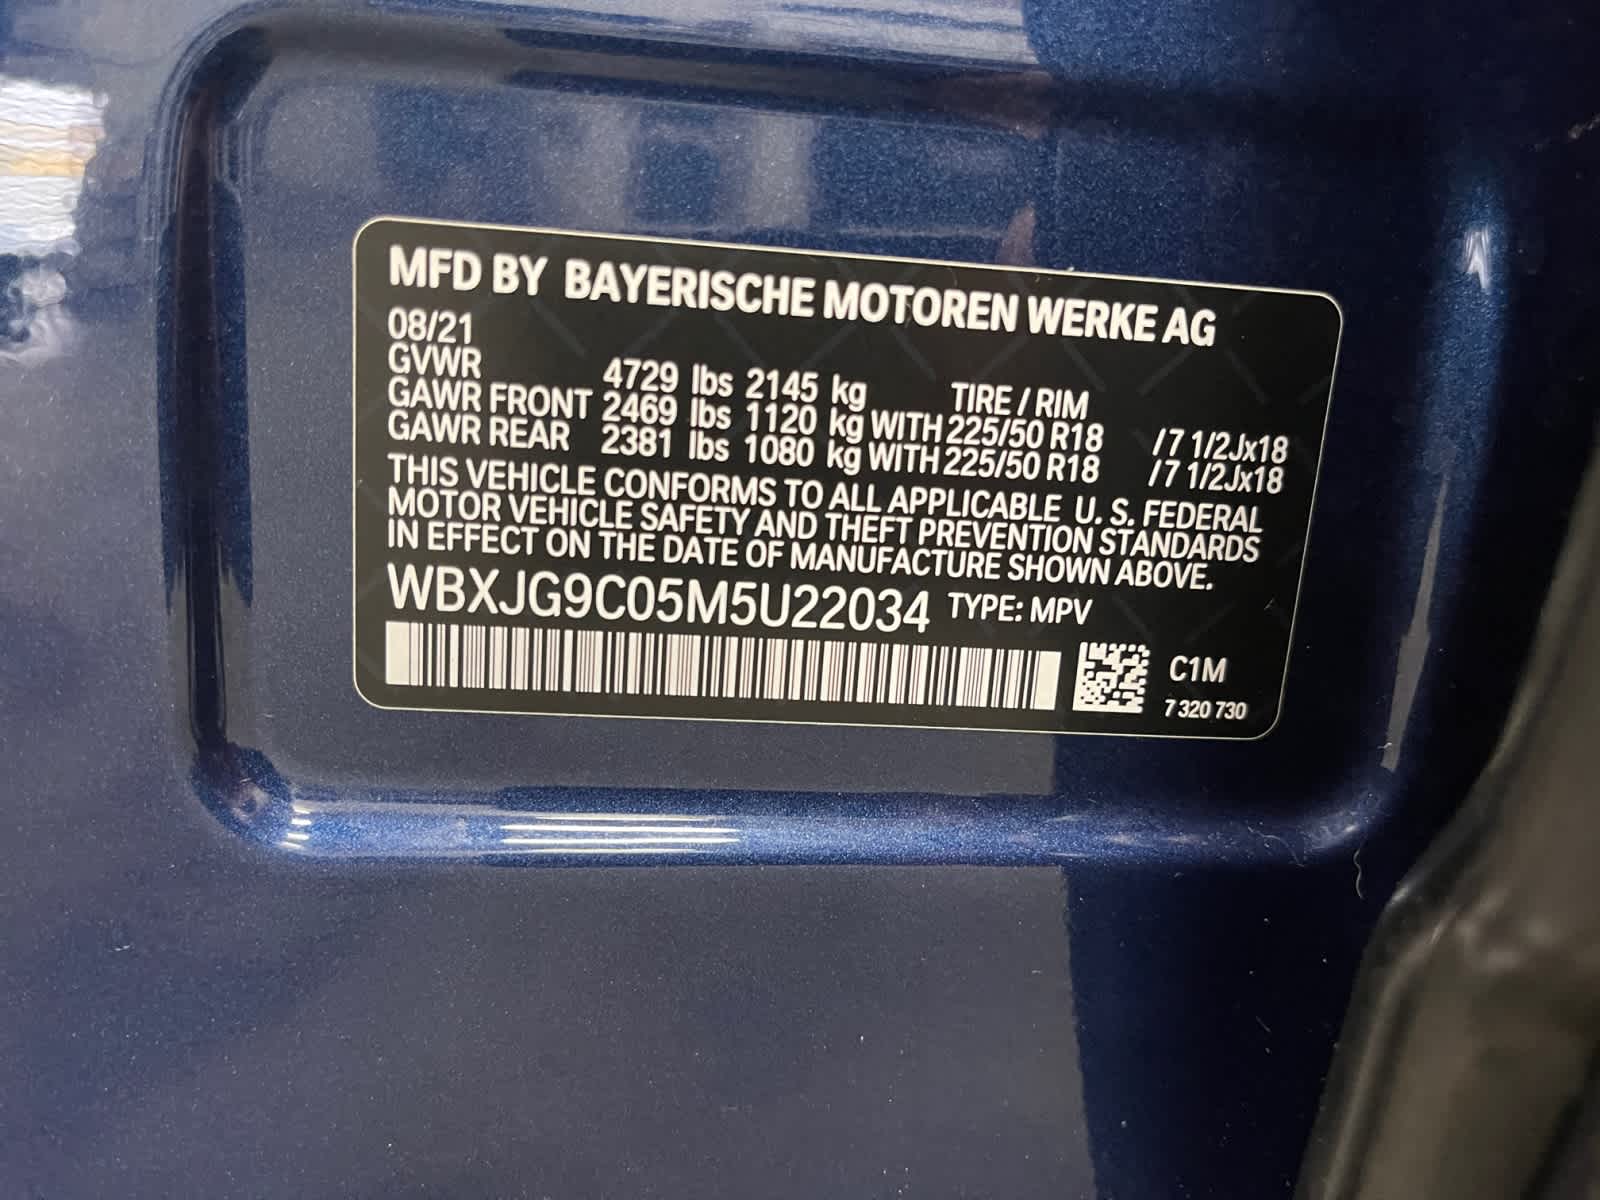 MFD BY BAYERISCHE MOTOREN WERKE AG
08/21
GVWR 4729 lbs 2145 kg TIRE / RIM
GAWR FRONT 2469 lbs 1120 kg WITH 225/50 R18 /7 1/2Jx18
GAWR REAR 2381 lbs 1080 kg WITH 225/50 R18 /7 1/2Jx18
THIS VEHICLE CONFORMS TO ALL APPLICABLE U. S. FEDERAL
MOTOR VEHICLE SAFETY AND THEFT PREVENTION STANDARDS
IN EFFECT ON THE DATE OF MANUFACTURE SHOWN ABOVE.
WBXJG9C05M5U22034 TYPE: MPV
C1M
7 320 730